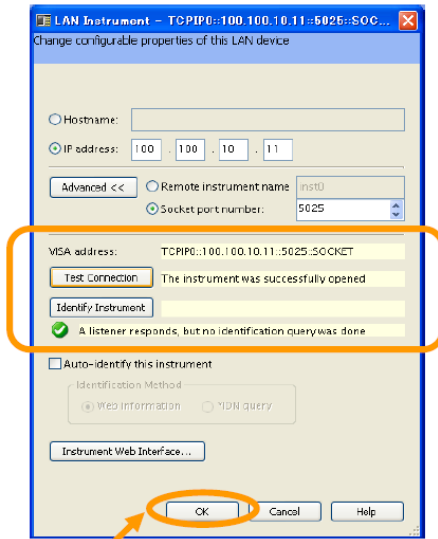 LAN Instrument - TCPIP0::100.100.10.11::5025::SOC...
Change configurable properties of this LAN device
Hostname:
IP address: 100 . 100 . 10 . 11
Advanced << Remote instrument name inst0
Socket port number: 5025
VISA address: TCPIP0::100.100.10.11::5025::SOCKET
Test Connection The instrument was successfully opened
Identify Instrument
A listener responds, but no identification query was done
Auto-identify this instrument
Identification Method
Web information *IDN query
Instrument Web Interface...
OK Cancel Help